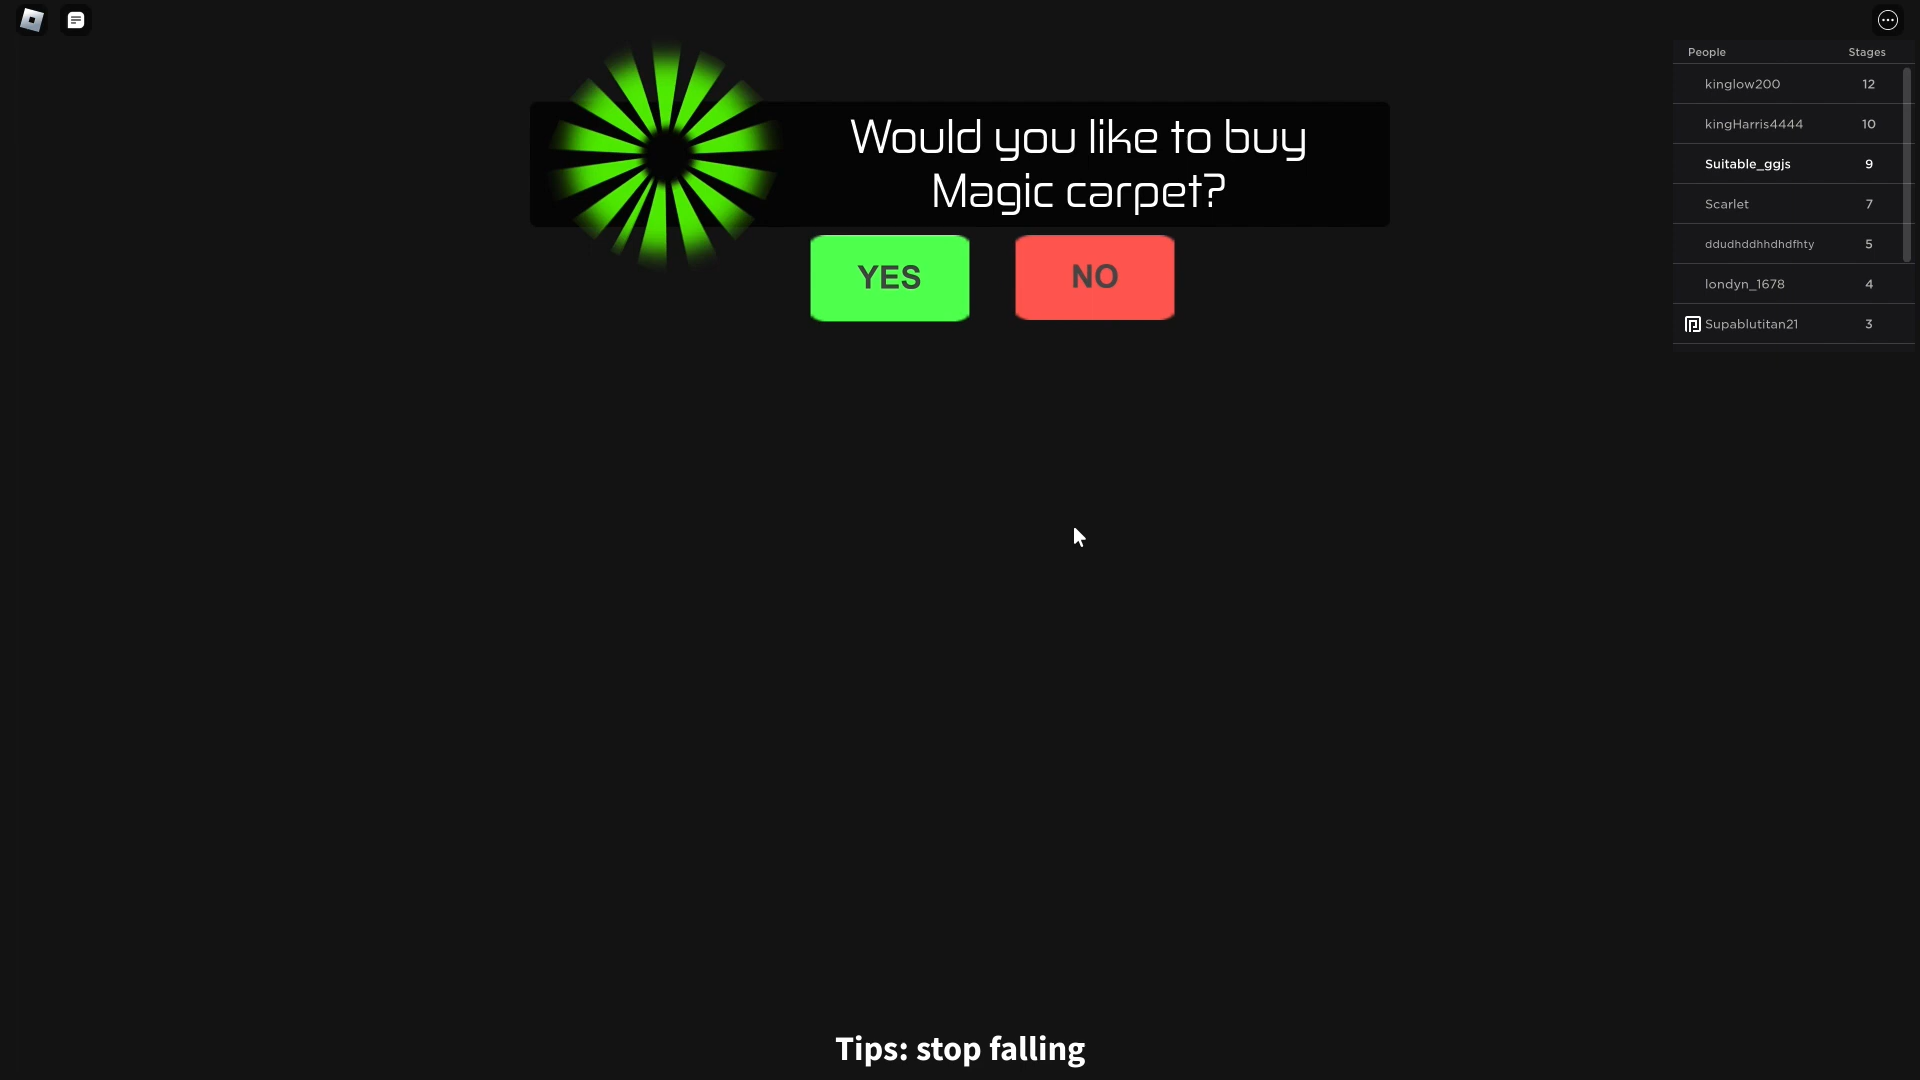 People Stages
kinglow200 12
kingHarris4444 10
Suitable_ggjs 9
Scarlet 7
ddudhddhhdhdfhty 5
londyn_1678 4
Supablutitan21 3
Would you like to buy
Magic carpet?
YES NO
Tips: stop falling